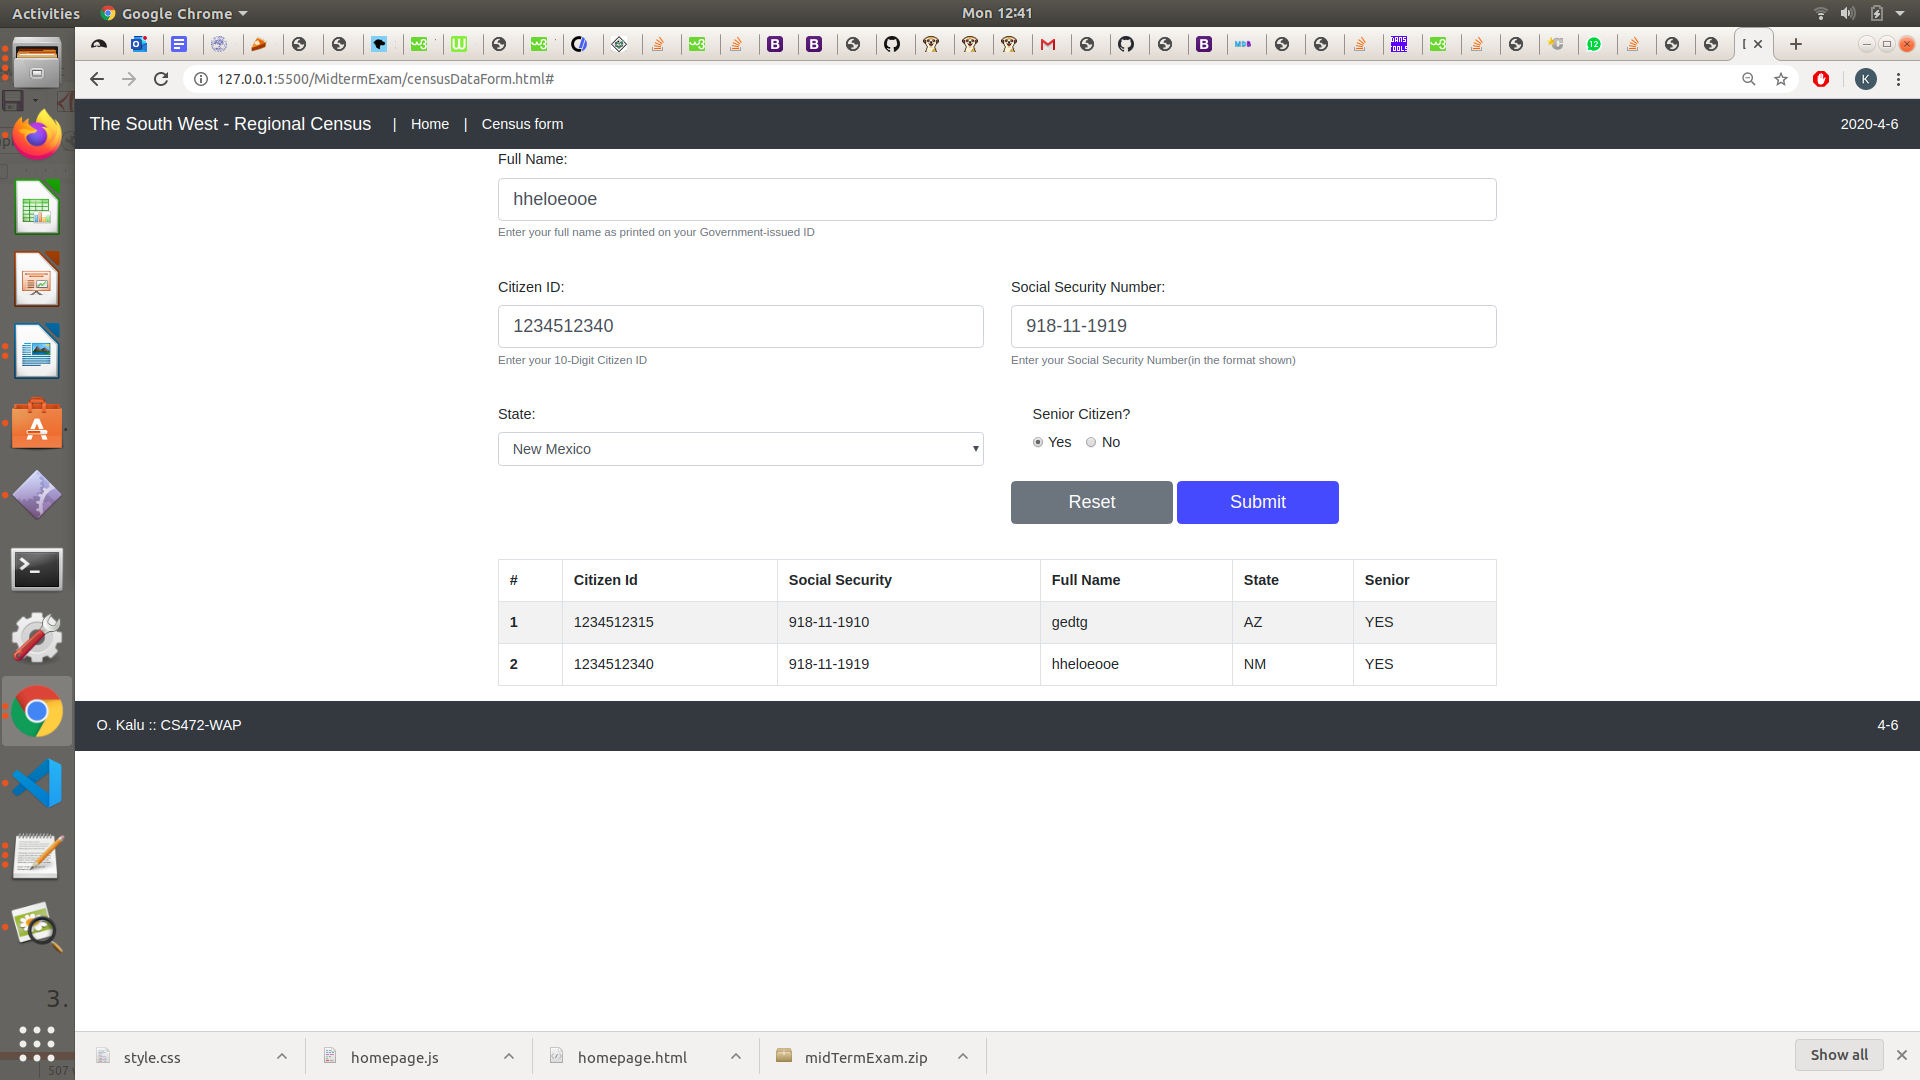 Activities Google Chrome Mon 12:41
127.0.0.1:5500/MidtermExam/censusDataForm.html# K
The South West - Regional Census | Home | Census form 2020-4-6
Full Name:
hheloeooe
Enter your full name as printed on your Government-issued ID
Citizen ID: Social Security Number:
1234512340 918-11-1919
Enter your 10-Digit Citizen ID Enter your Social Security Number(in the format shown)
State: Senior Citizen?
New Mexico Yes No
Reset Submit
# Citizen Id Social Security Full Name State Senior
1 1234512315 918-11-1910 gedtg AZ YES
2 1234512340 918-11-1919 hheloeooe NM YES
O. Kalu :: CS472-WAP 4-6
3.
style.css homepage.js homepage.html midTermExam.zip Show all
507